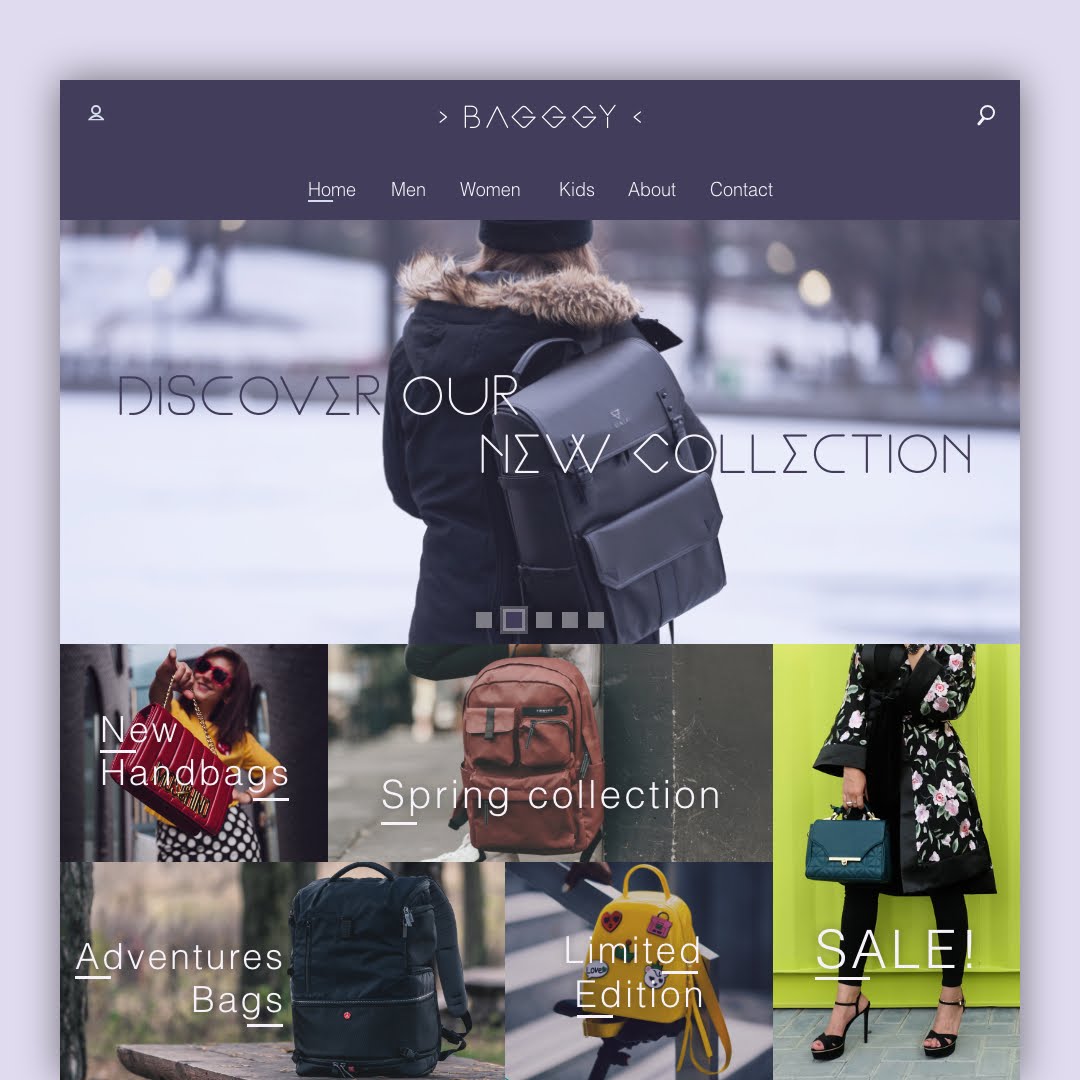 > BAGGGY <
Home Men Women Kids About Contact
DISCOVER OUR
NEW COLLECTION
New
Handbags
Spring collection
SALE!
Adventures
Bags
Limited
Edition
Love